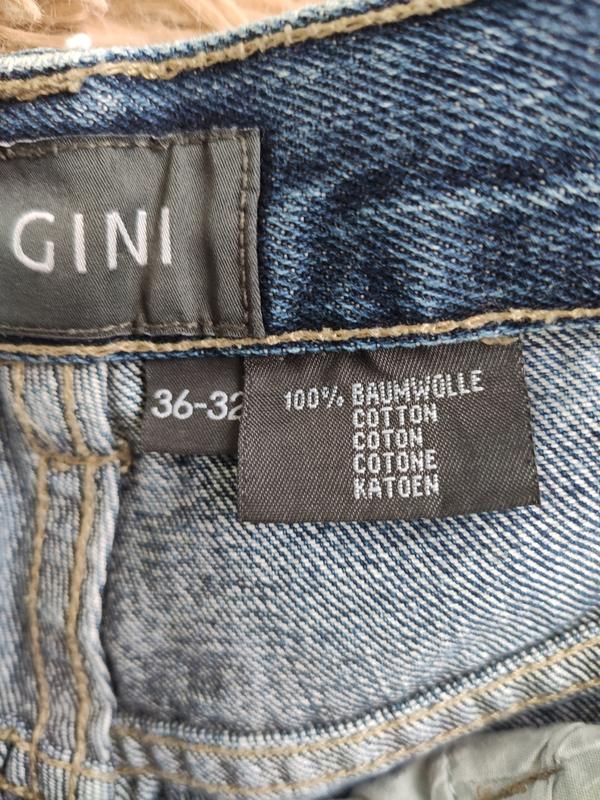 GINI
36-32
100% BAUMWOLLE
COTTON
COTON
COTONE
KATOEN